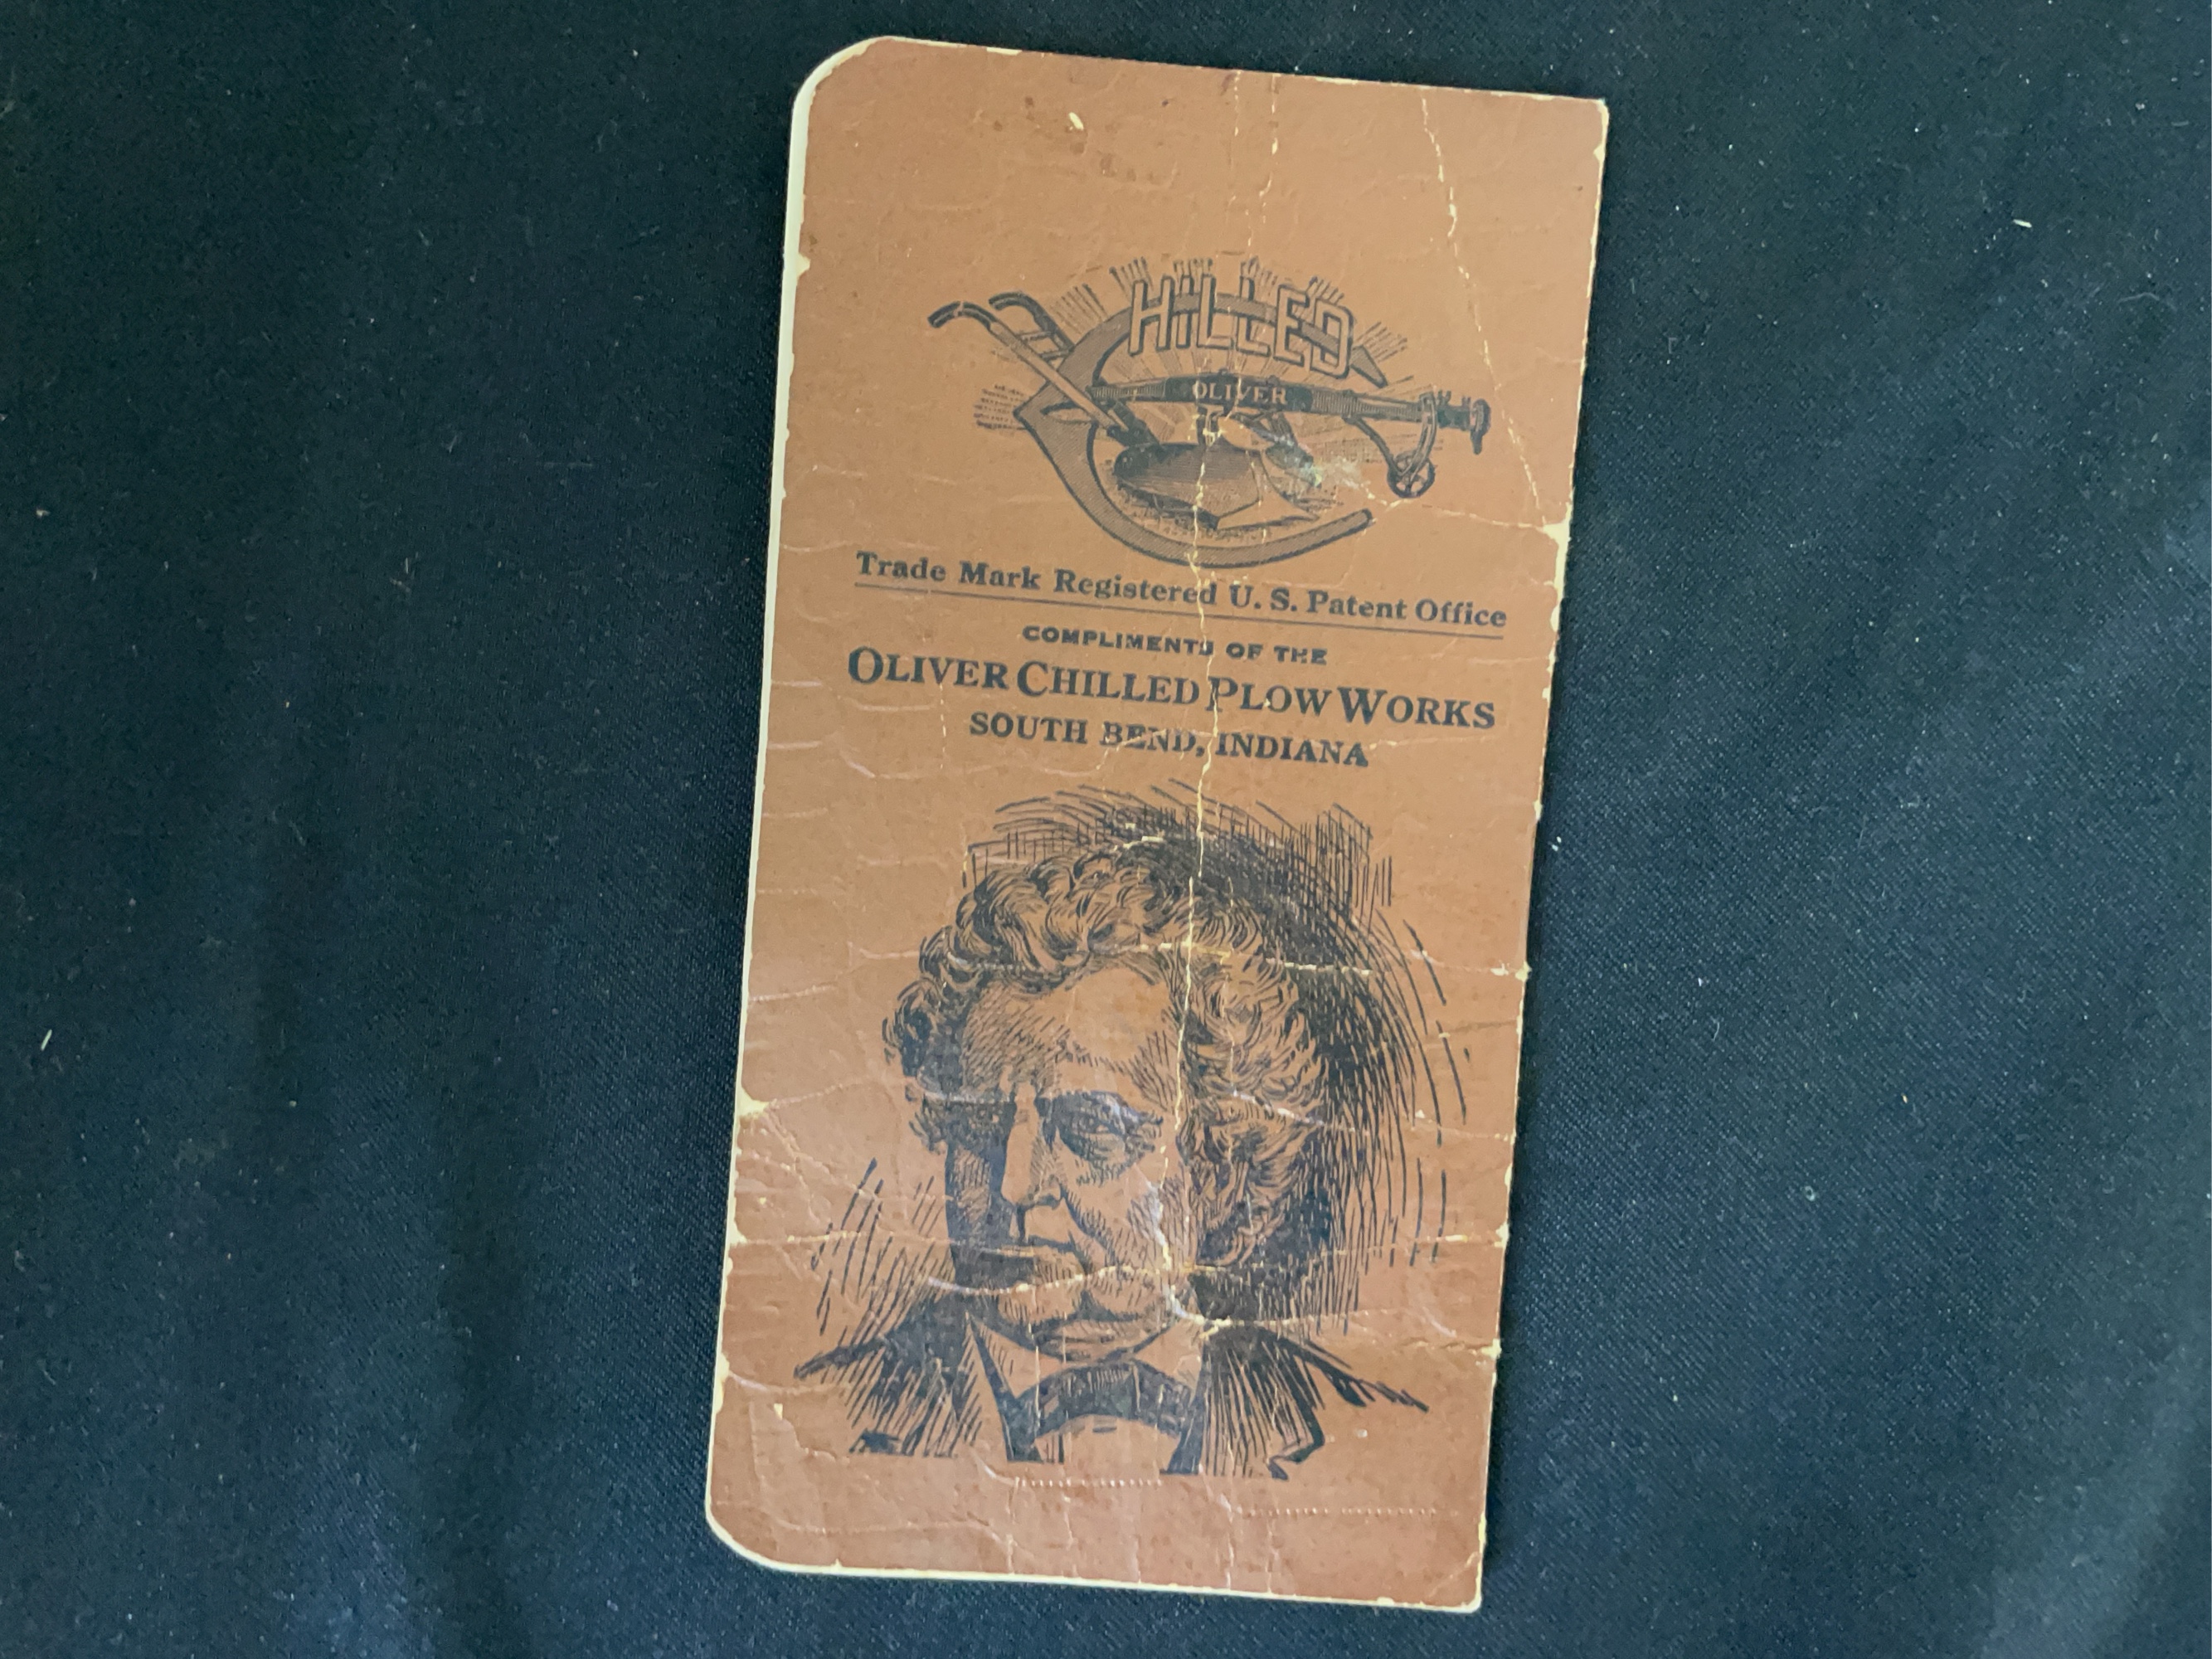 CHILLED
OLIVER
Trade Mark Registered U. S. Patent Office
COMPLIMENTS OF THE
OLIVER CHILLED PLOW WORKS
SOUTH BEND, INDIANA